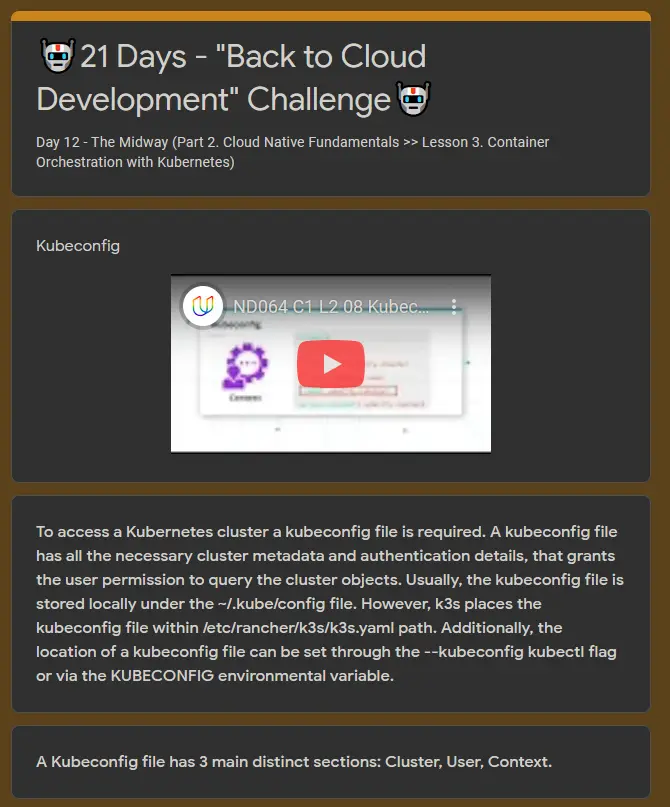 21 Days - "Back to Cloud
Development" Challenge
Day 12 - The Midway (Part 2. Cloud Native Fundamentals >> Lesson 3. Container
Orchestration with Kubernetes)
Kubeconfig
ND064 C1 L2 08 Kubec...
Kubeconfig
To access a Kubernetes cluster a kubeconfig file is required. A kubeconfig file
has all the necessary cluster metadata and authentication details, that grants
the user permission to query the cluster objects. Usually, the kubeconfig file is
stored locally under the ~/.kube/config file. However, k3s places the
kubeconfig file within /etc/rancher/k3s/k3s.yaml path. Additionally, the
location of a kubeconfig file can be set through the --kubeconfig kubectl flag
or via the KUBECONFIG environmental variable.
A Kubeconfig file has 3 main distinct sections: Cluster, User, Context.